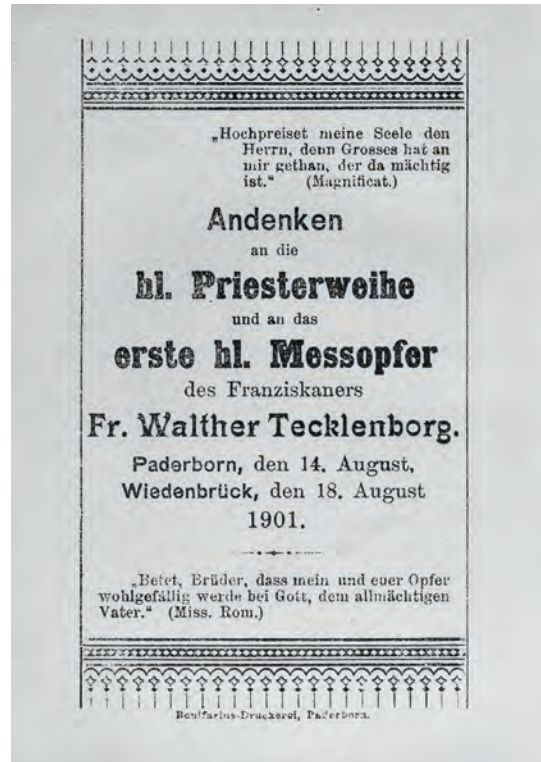 „Hochpreiset meine Seele den
Herrn, denn Grosses hat an
mir gethan, der da mächtig
ist.“ (Magnificat.)
Andenken
an die
hl. Priesterweihe
und an das
erste hl. Messopfer
des Franziskaners
Fr. Walther Tecklenborg.
Paderborn, den 14. August,
Wiedenbrück, den 18. August
1901.
„Betet, Brüder, dass mein und euer Opfer
wohlgefällig werde bei Gott, dem allmächtigen
Vater.“ (Miss. Rom.)
Bonifacius-Druckerei, Paderborn.